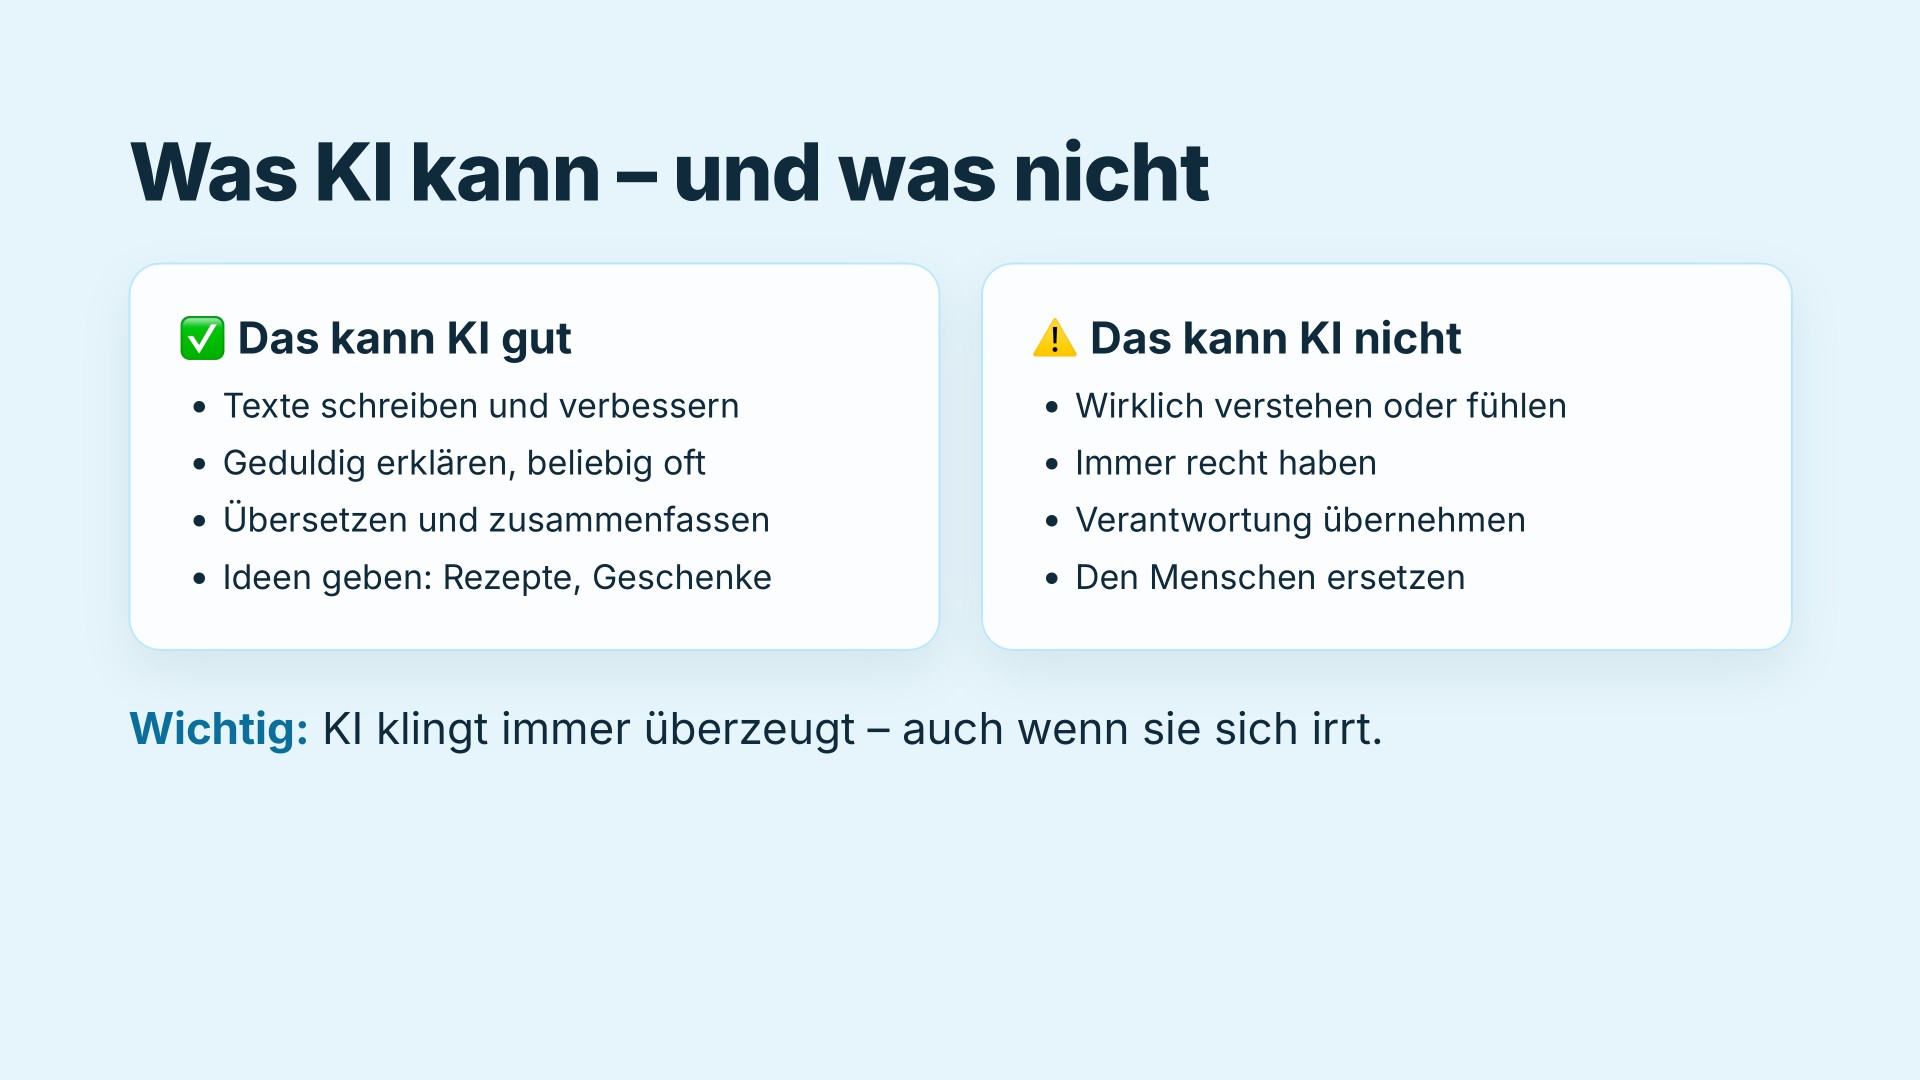 Was KI kann – und was nicht
✅ Das kann KI gut
• Texte schreiben und verbessern
• Geduldig erklären, beliebig oft
• Übersetzen und zusammenfassen
• Ideen geben: Rezepte, Geschenke
⚠️ Das kann KI nicht
• Wirklich verstehen oder fühlen
• Immer recht haben
• Verantwortung übernehmen
• Den Menschen ersetzen
Wichtig: KI klingt immer überzeugt – auch wenn sie sich irrt.